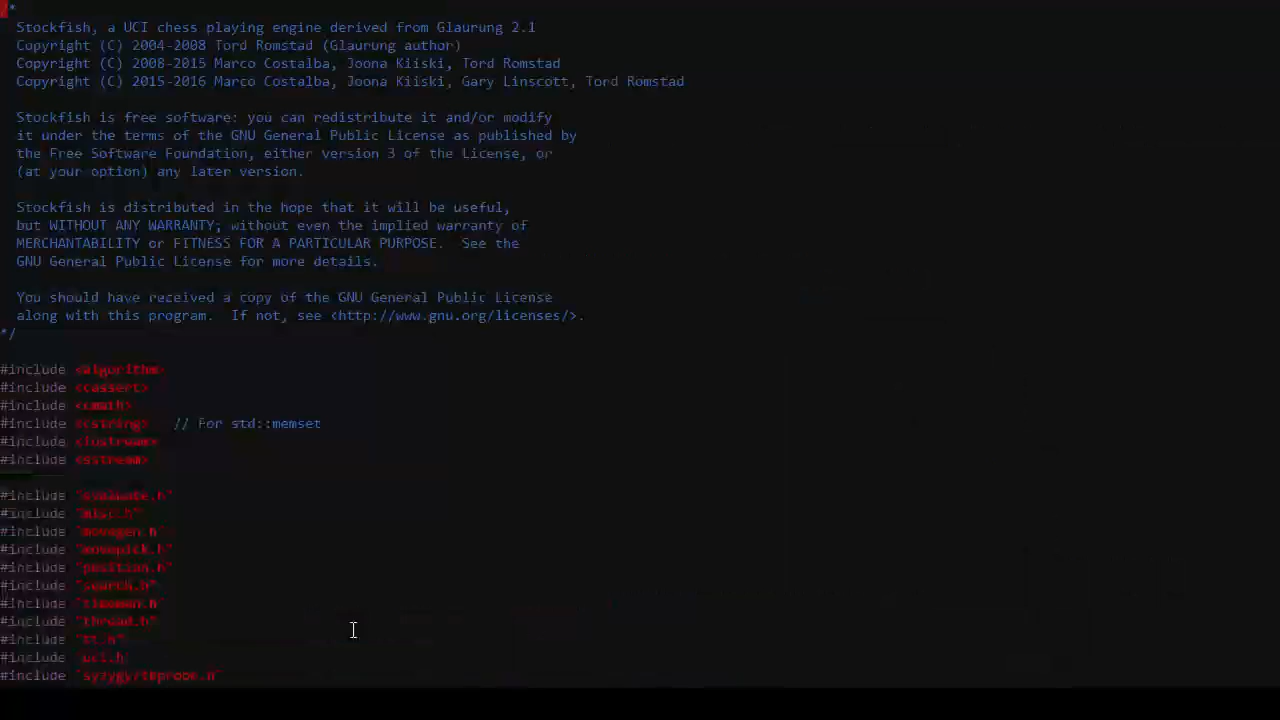 /*
Stockfish, a UCI chess playing engine derived from Glaurung 2.1
Copyright (C) 2004-2008 Tord Romstad (Glaurung author)
Copyright (C) 2008-2015 Marco Costalba, Joona Kiiski, Tord Romstad
Copyright (C) 2015-2016 Marco Costalba, Joona Kiiski, Gary Linscott, Tord Romstad
Stockfish is free software: you can redistribute it and/or modify
it under the terms of the GNU General Public License as published by
the Free Software Foundation, either version 3 of the License, or
(at your option) any later version.
Stockfish is distributed in the hope that it will be useful,
but WITHOUT ANY WARRANTY; without even the implied warranty of
MERCHANTABILITY or FITNESS FOR A PARTICULAR PURPOSE.  See the
GNU General Public License for more details.
You should have received a copy of the GNU General Public License
along with this program.  If not, see <http://www.gnu.org/licenses/>.
*/
#include <algorithm>
#include <cassert>
#include <cmath>
#include <cstring>   // For std::memset
#include <iostream>
#include <sstream>
#include "evaluate.h"
#include "misc.h"
#include "movegen.h"
#include "movepick.h"
#include "position.h"
#include "search.h"
#include "timeman.h"
#include "thread.h"
#include "tt.h"
#include "uci.h"
#include "syzygy/tbprobe.h"